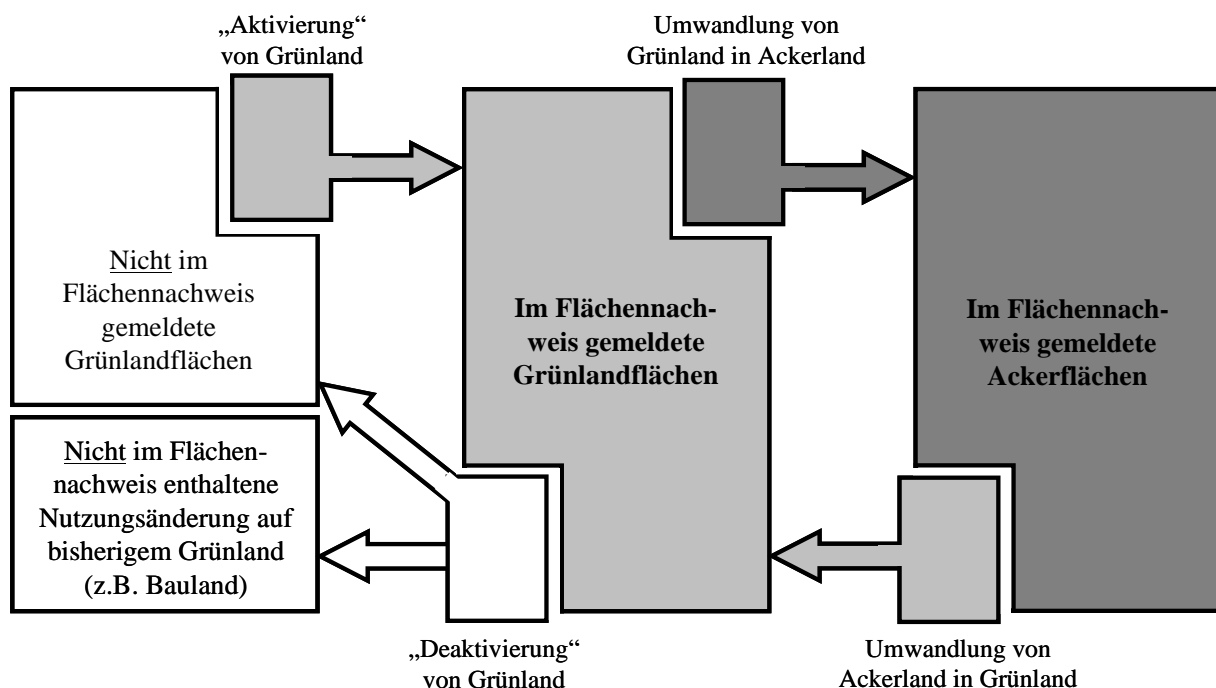 „Aktivierung“
von Grünland
Umwandlung von
Grünland in Ackerland
Nicht im
Flächennachweis
gemeldete
Grünlandflächen
Im Flächennach-
weis gemeldete
Grünlandflächen
Im Flächennach-
weis gemeldete
Ackerflächen
Nicht im Flächen-
nachweis enthaltene
Nutzungsänderung auf
bisherigem Grünland
(z.B. Bauland)
„Deaktivierung“
von Grünland
Umwandlung von
Ackerland in Grünland